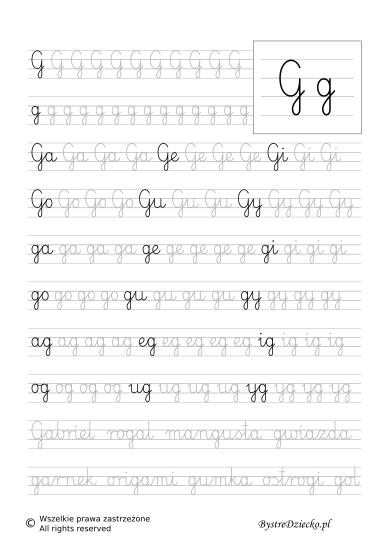 G G G G G G G G G G
G g
g g g g g g g g g g g g g g
Ga Ga Ga Ga Ge Ge Ge Ge Gi Gi Gi
Go Go Go Go Gu Gu Gu Gy Gy Gy Gy
ga ga ga ga ge ge ge ge ge gi gi gi gi
go go go go gu gu gu gu gy gy gy gy
ag ag ag ag eg eg eg eg eg ig ig ig ig
og og og og ug ug ug ug yg yg yg yg
Gabriel rogal mangusta gwiazda
garnek origami gumka ostrogi gol
© Wszelkie prawa zastrzeżone
All rights reserved
BystreDziecko.pl